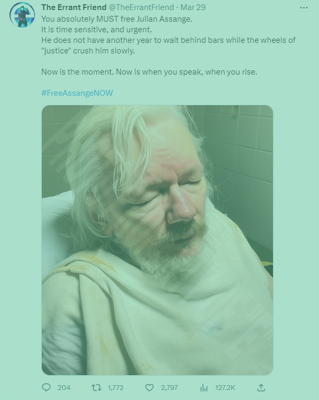 The Errant Friend @TheErrantFriend · Mar 29
You absolutely MUST free Julian Assange.
It is time sensitive, and urgent.
He does not have another year to wait behind bars while the wheels of
"justice" crush him slowly.
Now is the moment. Now is when you speak, when you rise.
#FreeAssangeNOW
204 1,772 2,797 127.2K